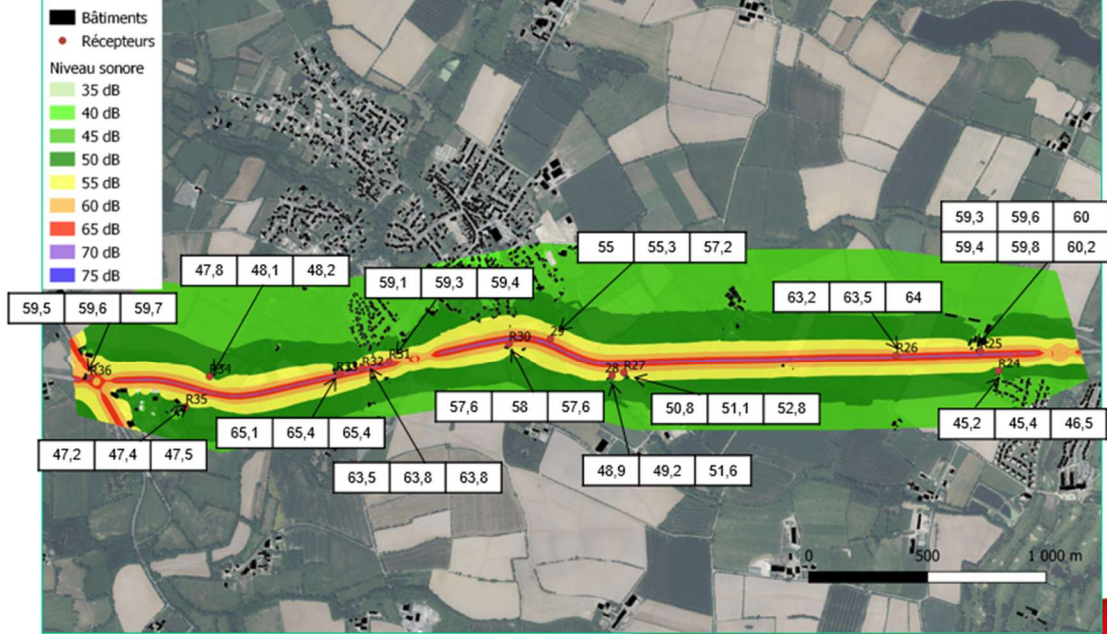 Bâtiments
Récepteurs
Niveau sonore
35 dB
40 dB
45 dB
50 dB
55 dB
60 dB
65 dB
70 dB
75 dB
59,3 59,6 60
59,4 59,8 60,2
55 55,3 57,2
47,8 48,1 48,2
59,1 59,3 59,4
63,2 63,5 64
59,5 59,6 59,7
29
R30
R25
R26
R31
R32
R33
R36
R34
28
R27
R24
R35
57,6 58 57,6
50,8 51,1 52,8
45,2 45,4 46,5
65,1 65,4 65,4
47,2 47,4 47,5
63,5 63,8 63,8
48,9 49,2 51,6
0 500 1 000 m